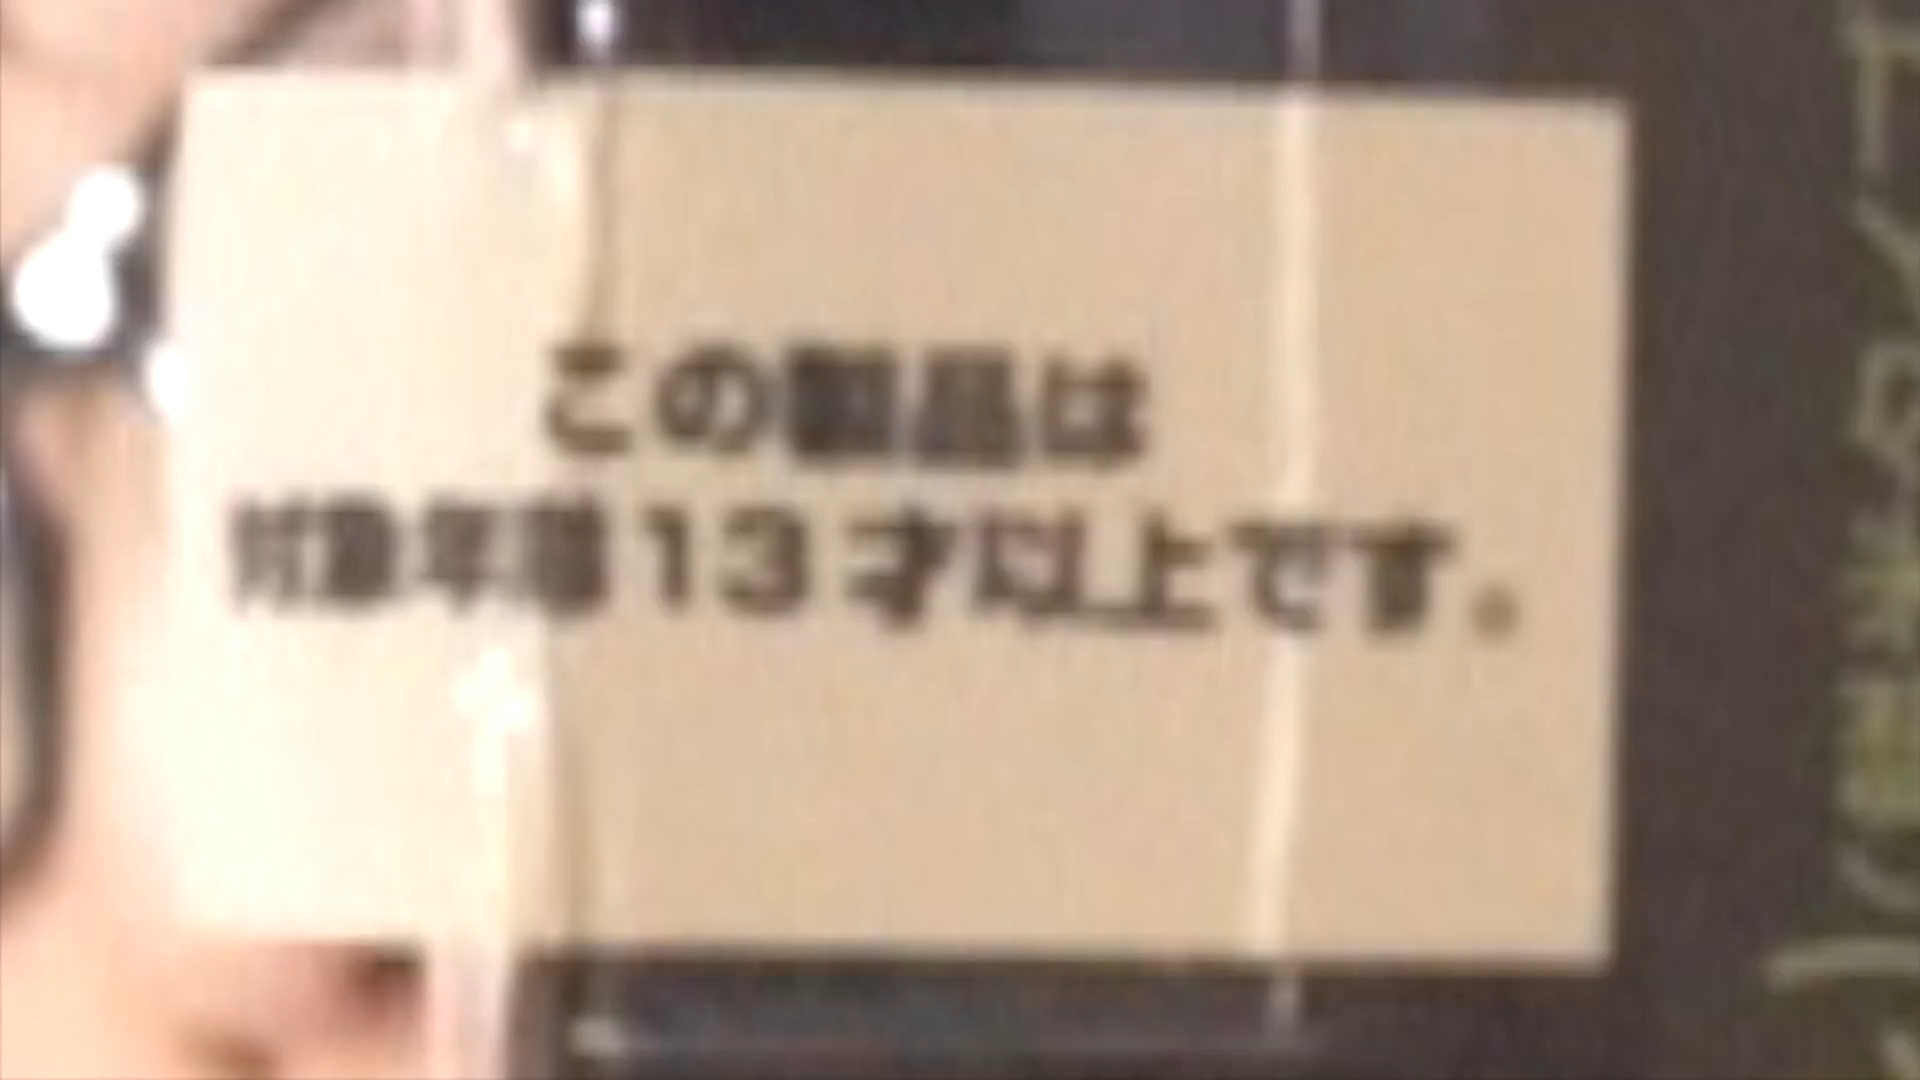 この製品は
対象年齢13才以上です。